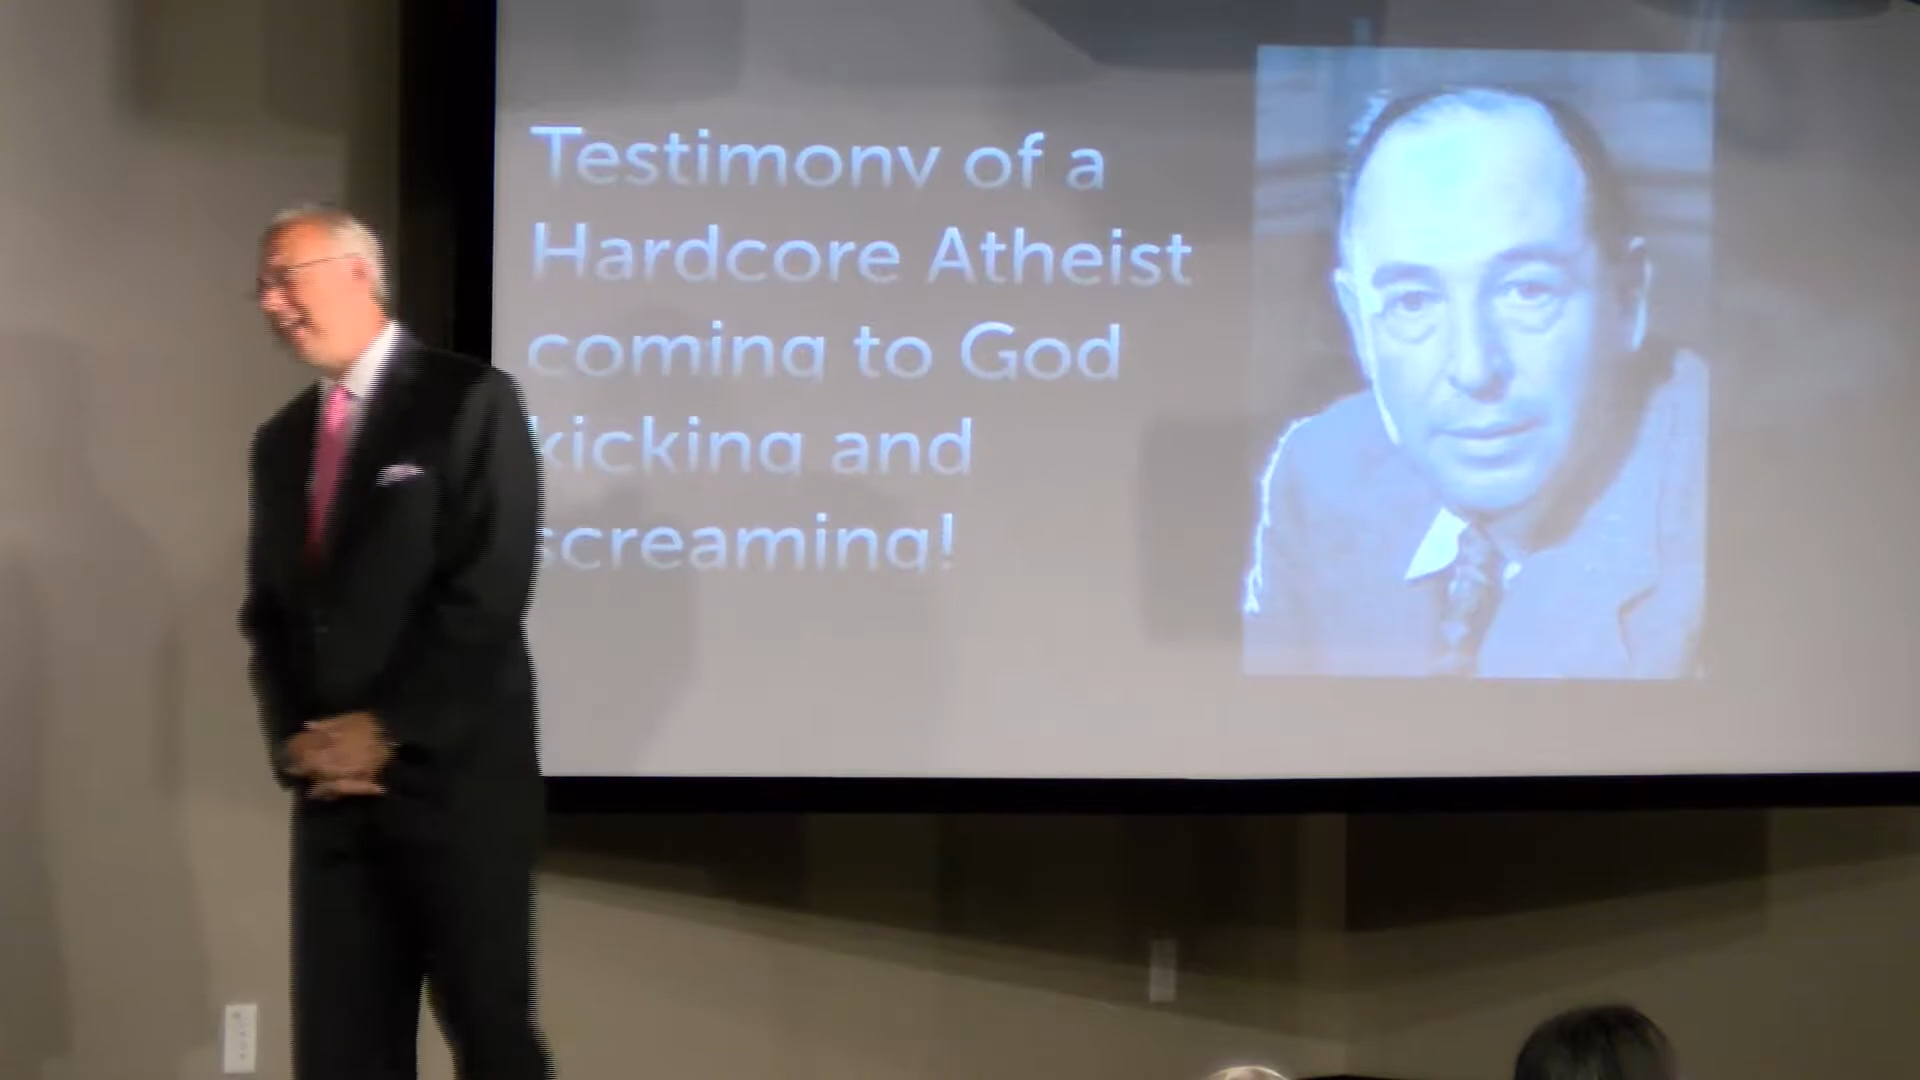 Testimony of a
Hardcore Atheist
coming to God
kicking and
screaming!